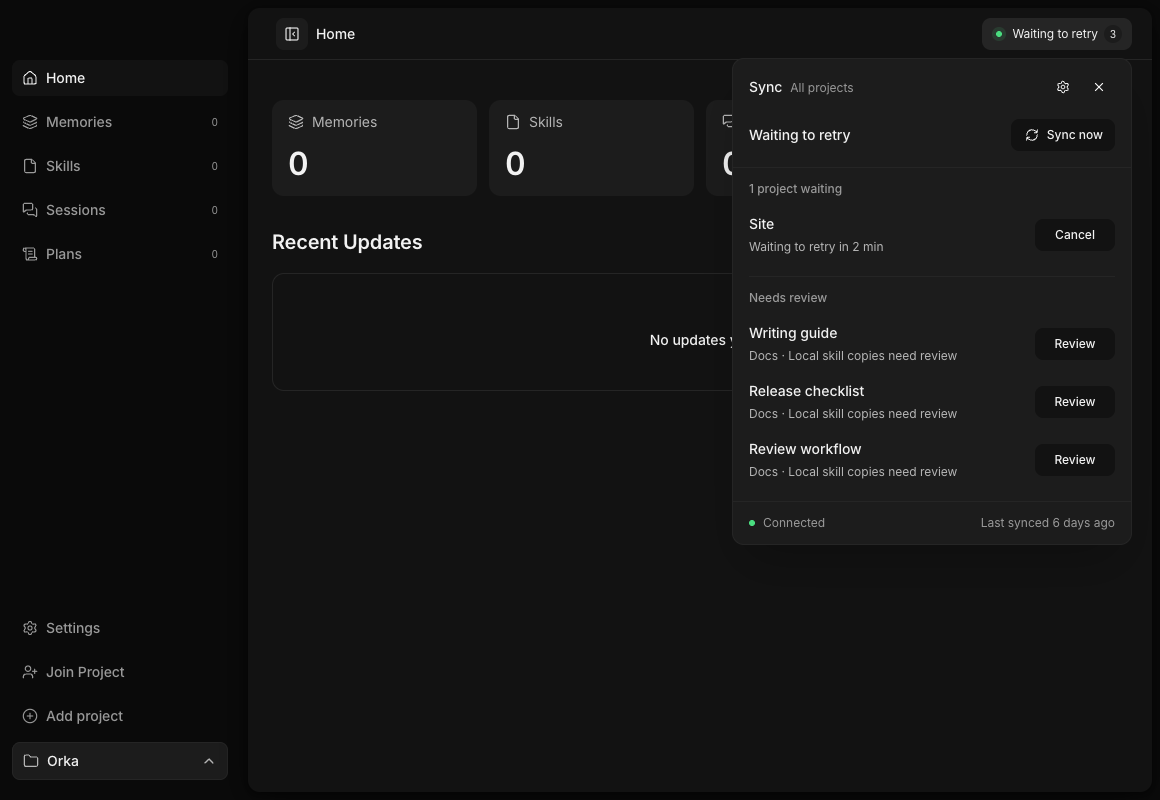 Home
Memories 0
Skills 0
Sessions 0
Plans 0
Settings
Join Project
Add project
Orka
Home
Waiting to retry 3
Memories
0
Skills
0
0
Recent Updates
No updates
Sync All projects
Waiting to retry
Sync now
1 project waiting
Site
Waiting to retry in 2 min
Cancel
Needs review
Writing guide
Docs · Local skill copies need review
Review
Release checklist
Docs · Local skill copies need review
Review
Review workflow
Docs · Local skill copies need review
Review
Connected
Last synced 6 days ago